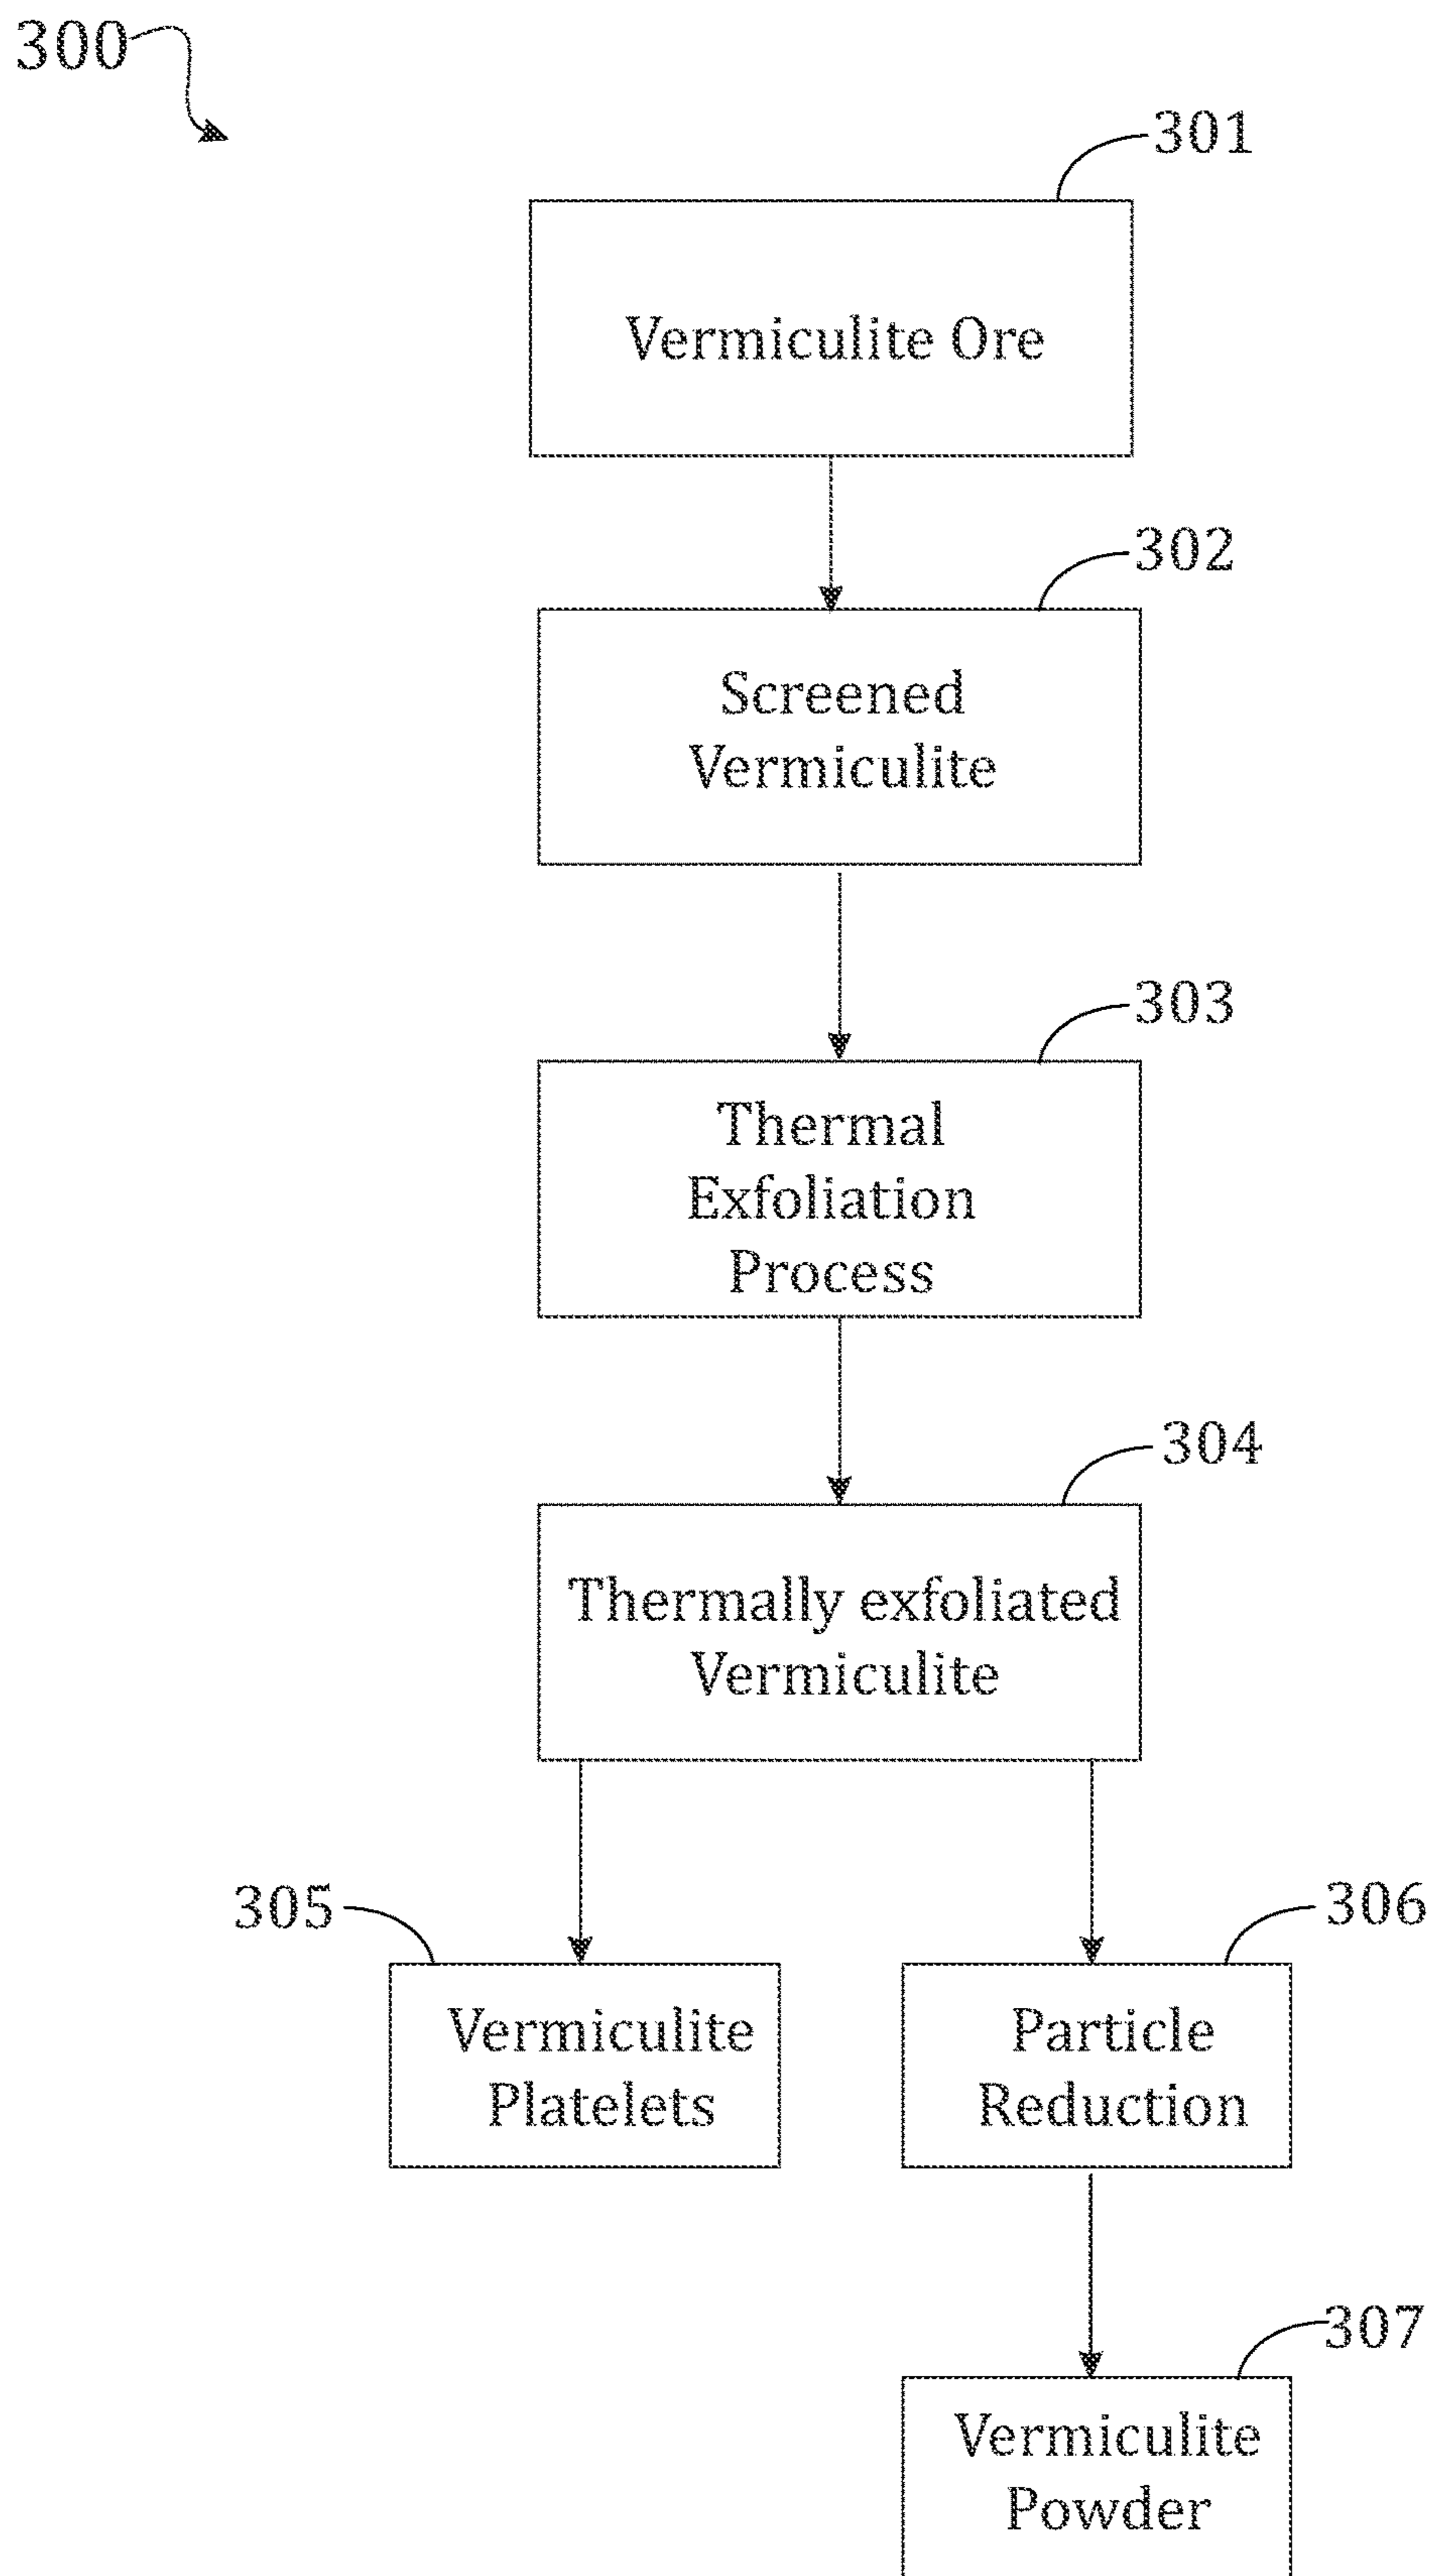 300
301
Vermiculite Ore
302
Screened
Vermiculite
303
Thermal
Exfoliation
Process
304
Thermally exfoliated
Vermiculite
305
Vermiculite
Platelets
306
Particle
Reduction
307
Vermiculite
Powder